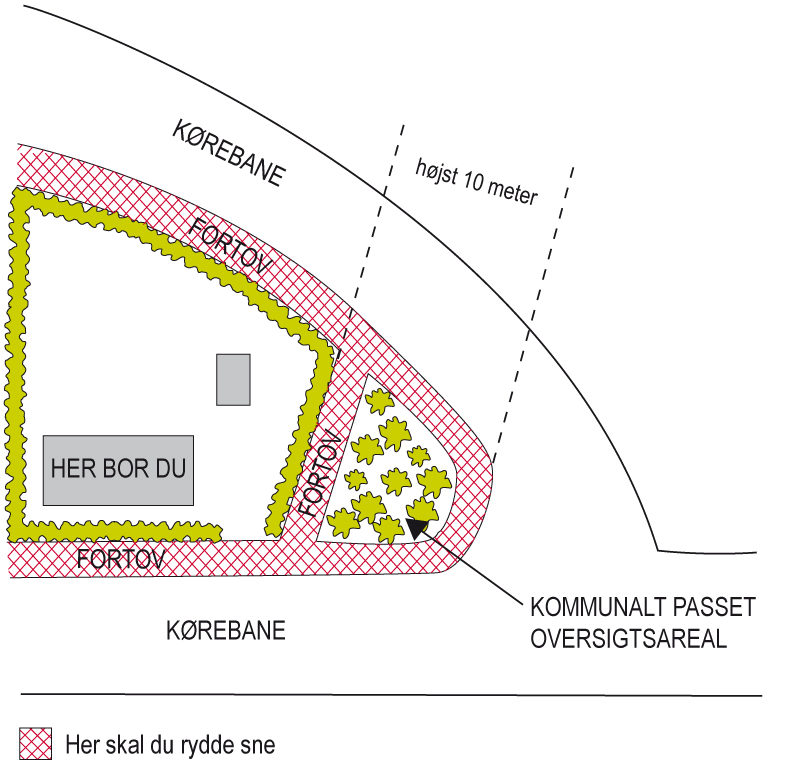 KØREBANE
højst 10 meter
FORTOV
FORTOV
HER BOR DU
FORTOV
KOMMUNALT PASSET
OVERSIGTSAREAL
KØREBANE
Her skal du rydde sne